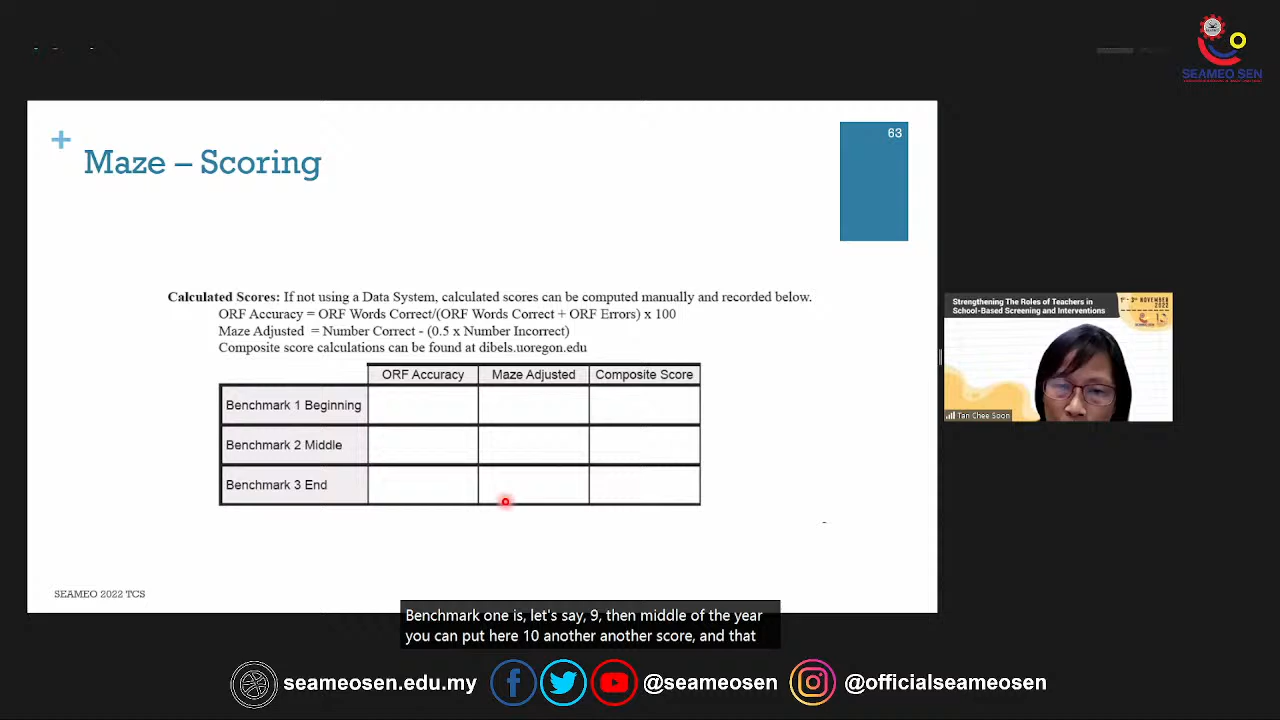 SEAMEO SEN
+
Maze – Scoring
63
Calculated Scores: If not using a Data System, calculated scores can be computed manually and recorded below.
ORF Accuracy = ORF Words Correct/(ORF Words Correct + ORF Errors) x 100
Maze Adjusted = Number Correct - (0.5 x Number Incorrect)
Composite score calculations can be found at dibels.uoregon.edu
ORF Accuracy Maze Adjusted Composite Score
Benchmark 1 Beginning
Benchmark 2 Middle
Benchmark 3 End
SEAMEO 2022 TCS
Strengthening The Roles of Teachers in
School-Based Screening and Interventions
1st - 3rd NOVEMBER
2022
Tan Chee Soon
Benchmark one is, let's say, 9, then middle of the year
you can put here 10 another another score, and that
seameosen.edu.my @seameosen @officialseameosen